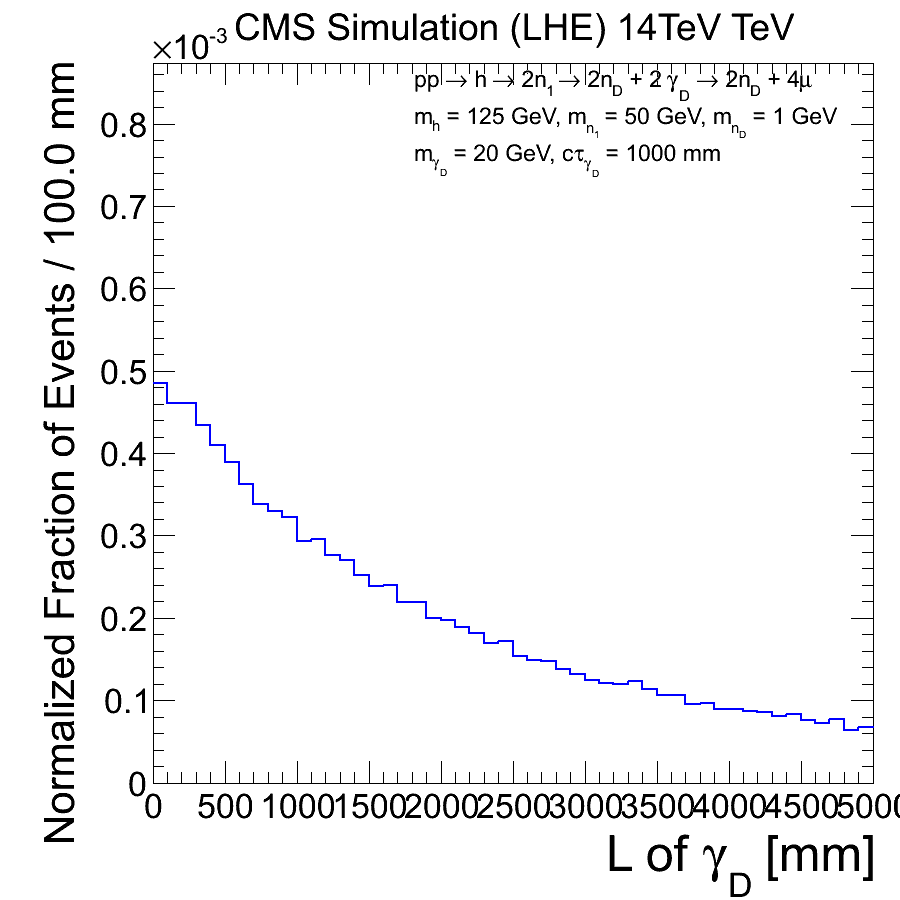 ×10⁻³ CMS Simulation (LHE) 14TeV TeV
pp → h → 2n₁ → 2n_D + 2 γ_D → 2n_D + 4μ
m_h = 125 GeV, m_n₁ = 50 GeV, m_n_D = 1 GeV
m_γ_D = 20 GeV, cτ_γ_D = 1000 mm
Normalized Fraction of Events / 100.0 mm
0.8
0.7
0.6
0.5
0.4
0.3
0.2
0.1
0
0 500 1000 1500 2000 2500 3000 3500 4000 4500 5000
L of γ_D [mm]